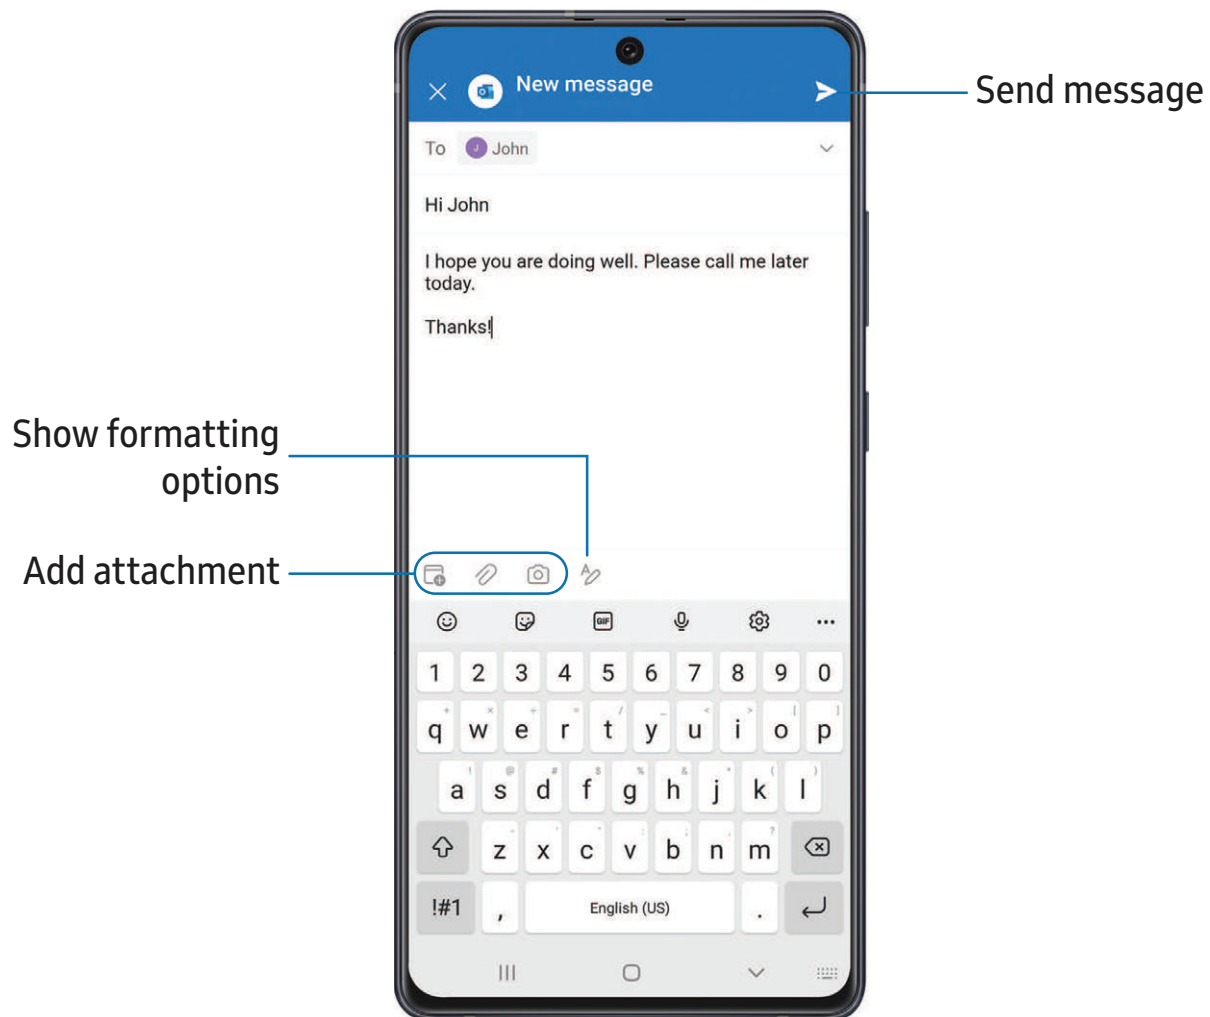 New message
Send message
To
J
John
Hi John
I hope you are doing well. Please call me later
today.
Thanks!
Show formatting
options
Add attachment
GIF
1 2 3 4 5 6 7 8 9 0
q w e r t y u i o p
a s d f g h j k l
z x c v b n m
!#1 , English (US) .